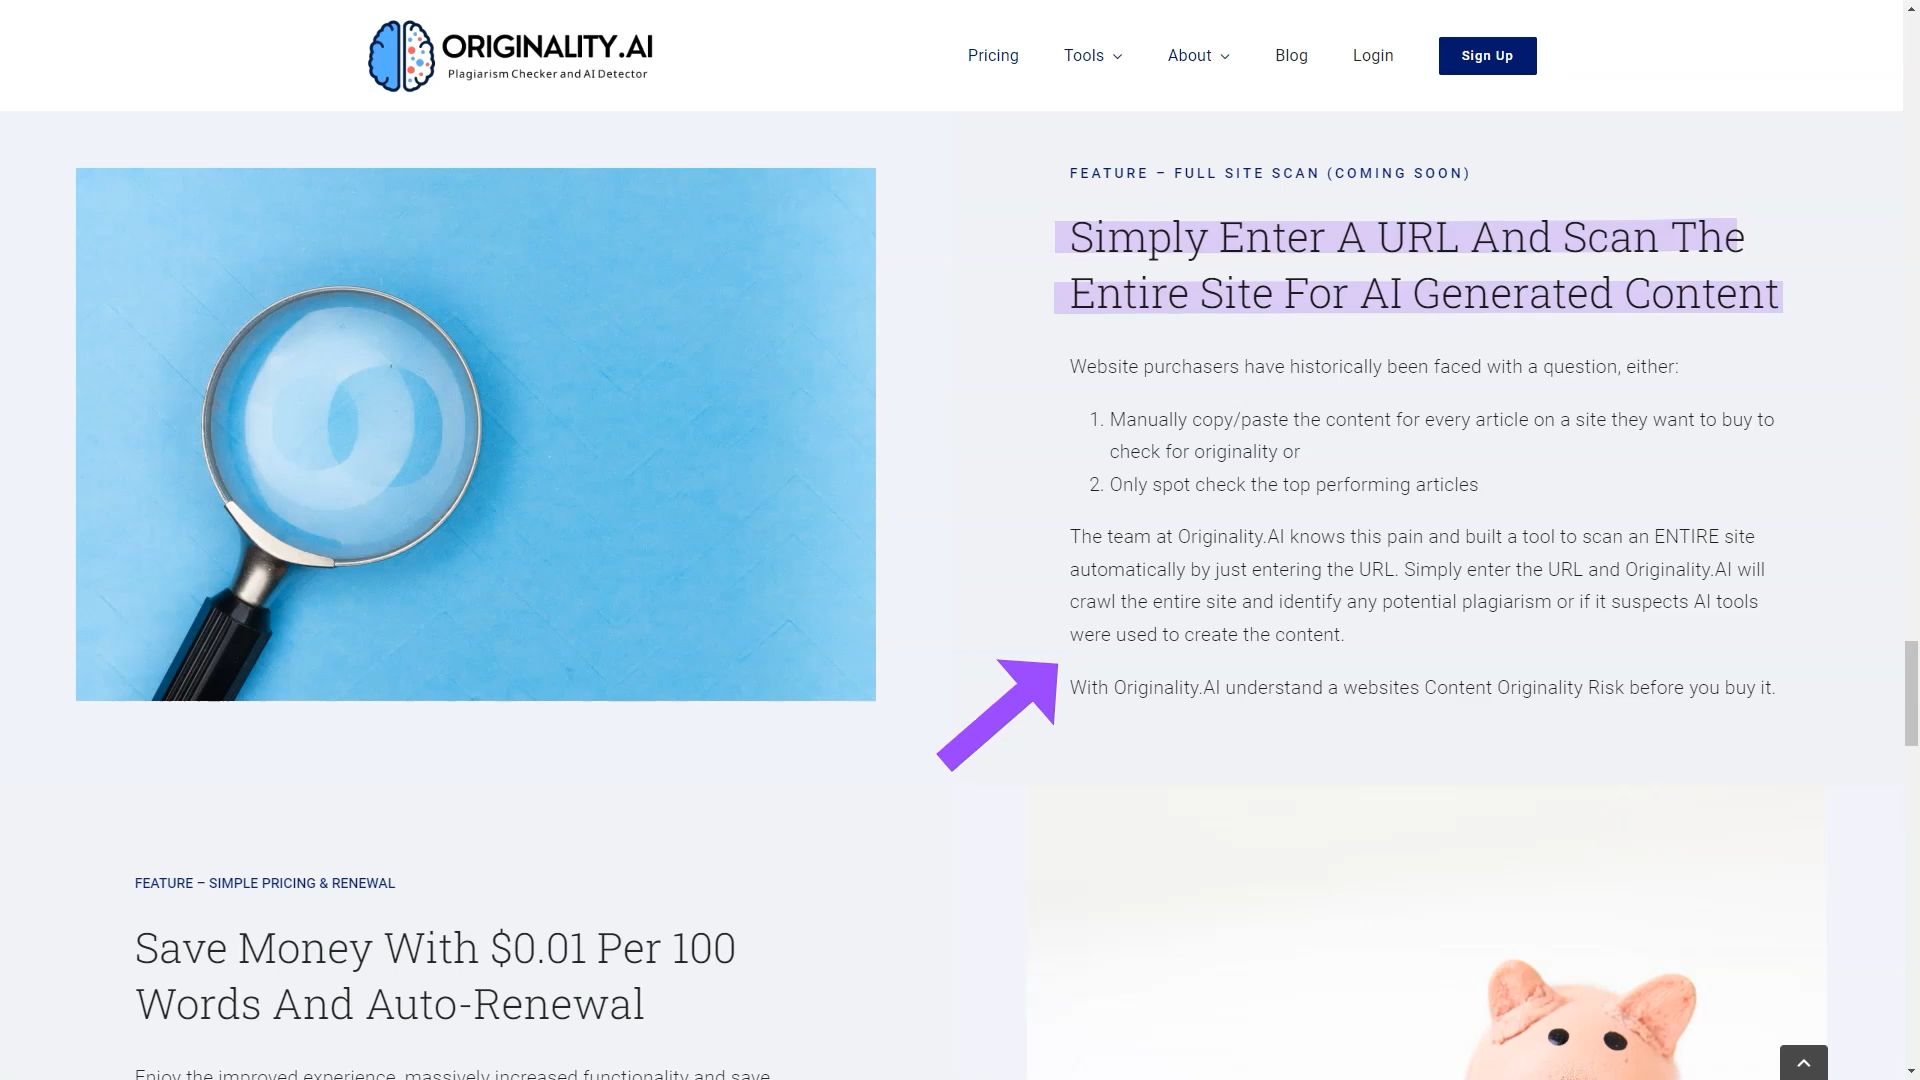 ORIGINALITY.AI
Plagiarism Checker and AI Detector
Pricing
Tools
About
Blog
Login
Sign Up
FEATURE – FULL SITE SCAN (COMING SOON)
Simply Enter A URL And Scan The
Entire Site For AI Generated Content
Website purchasers have historically been faced with a question, either:
1. Manually copy/paste the content for every article on a site they want to buy to
check for originality or
2. Only spot check the top performing articles
The team at Originality.AI knows this pain and built a tool to scan an ENTIRE site
automatically by just entering the URL. Simply enter the URL and Originality.AI will
crawl the entire site and identify any potential plagiarism or if it suspects AI tools
were used to create the content.
With Originality.AI understand a websites Content Originality Risk before you buy it.
FEATURE – SIMPLE PRICING & RENEWAL
Save Money With $0.01 Per 100
Words And Auto-Renewal
Enjoy the improved experience, massively increased functionality and save